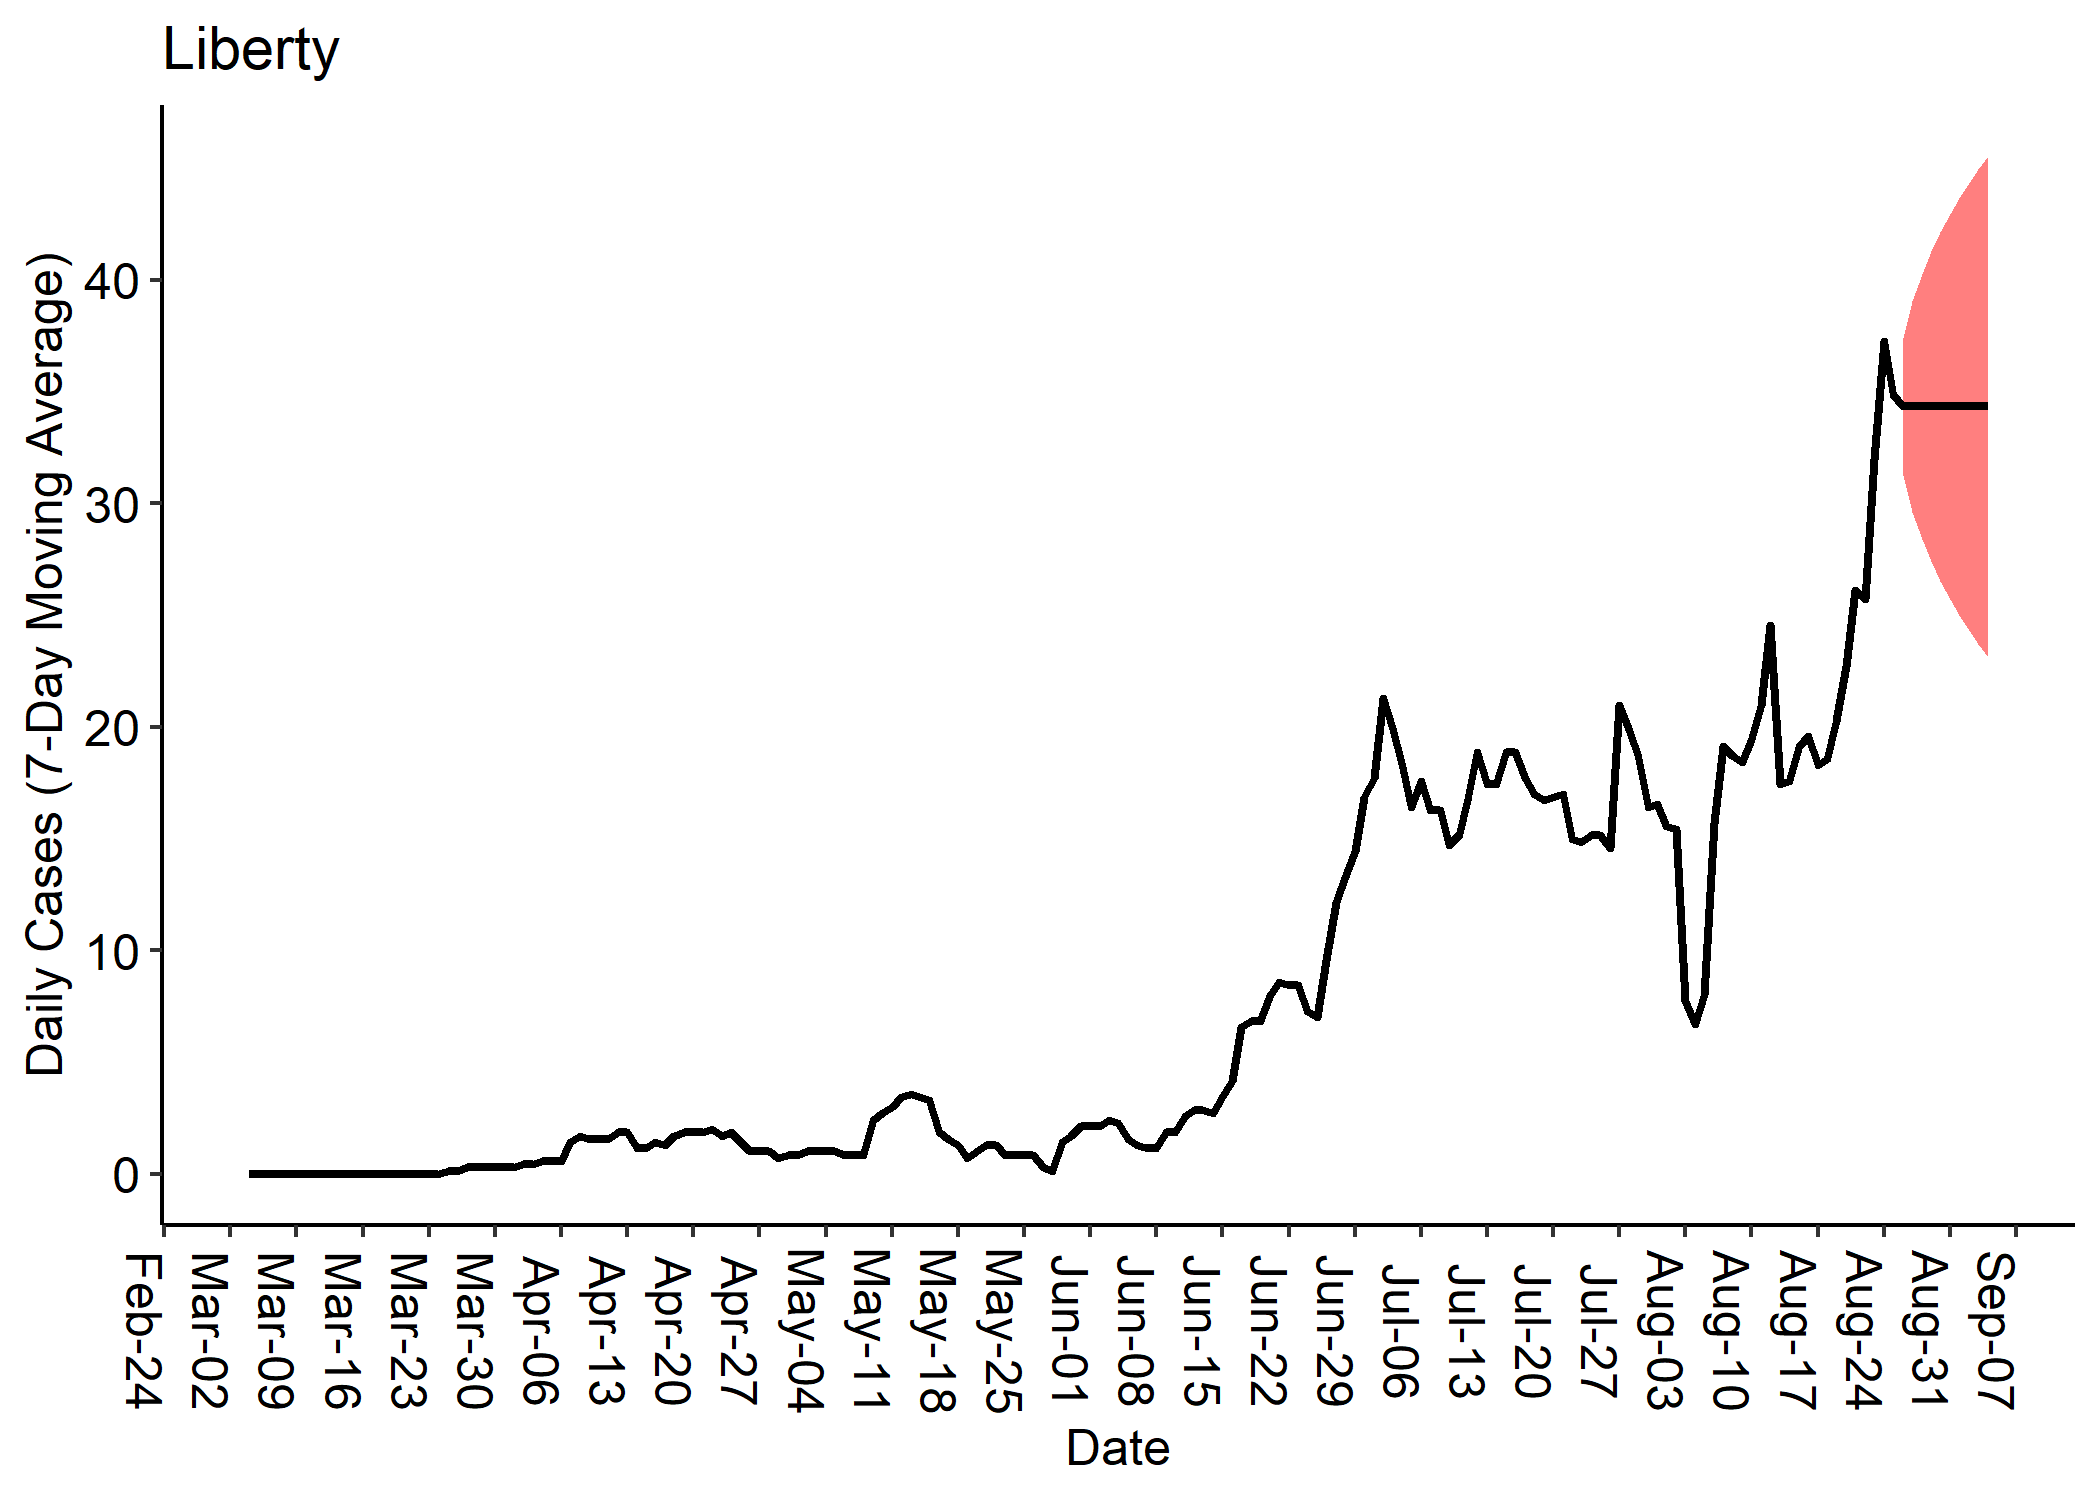 Liberty
Daily Cases (7-Day Moving Average)
40
30
20
10
0
Feb-24
Mar-02
Mar-09
Mar-16
Mar-23
Mar-30
Apr-06
Apr-13
Apr-20
Apr-27
May-04
May-11
May-18
May-25
Jun-01
Jun-08
Jun-15
Jun-22
Jun-29
Jul-06
Jul-13
Jul-20
Jul-27
Aug-03
Aug-10
Aug-17
Aug-24
Aug-31
Sep-07
Date